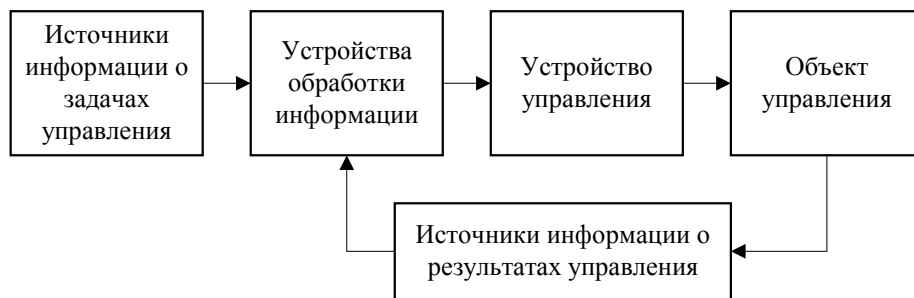 Источники
информации о
задачах
управления
Устройства
обработки
информации
Устройство
управления
Объект
управления
Источники информации о
результатах управления